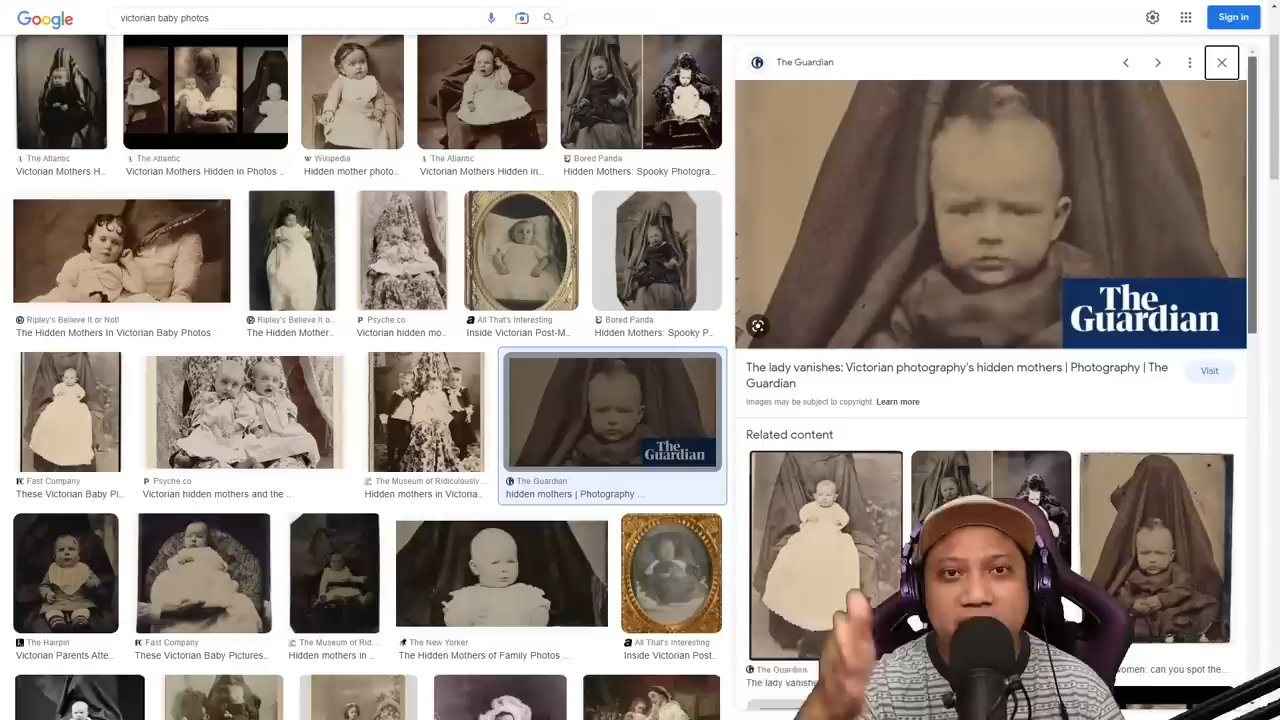 Google
victorian baby photos
Sign in
The Atlantic
Victorian Mothers H..
The Atlantic
Victorian Mothers Hidden in Photos ..
Wikipedia
Hidden mother photo..
The Atlantic
Victorian Mothers Hidden in..
Bored Panda
Hidden Mothers: Spooky Photogra..
Ripley's Believe It or Not!
The Hidden Mothers In Victorian Baby Photos
Ripley's Believe It o..
The Hidden Mother..
Psyche.co
Victorian hidden mo..
All That's Interesting
Inside Victorian Post-M..
Bored Panda
Hidden Mothers: Spooky P..
Fast Company
These Victorian Baby Pi..
Psyche.co
Victorian hidden mothers and the ...
The Museum of Ridiculously...
Hidden mothers in Victoria..
The Guardian
The Guardian
hidden mothers | Photography ...
The Hairpin
Victorian Parents Atte..
Fast Company
These Victorian Baby Pictures..
The Museum of Rid...
Hidden mothers in ..
The New Yorker
The Hidden Mothers of Family Photos ...
All That's Interesting
Inside Victorian Post..
The Guardian
The
Guardian
The lady vanishes: Victorian photography's hidden mothers | Photography | The
Guardian
Visit
Images may be subject to copyright. Learn more
Related content
The Guardian
The lady vanishe
omen: can you spot the...